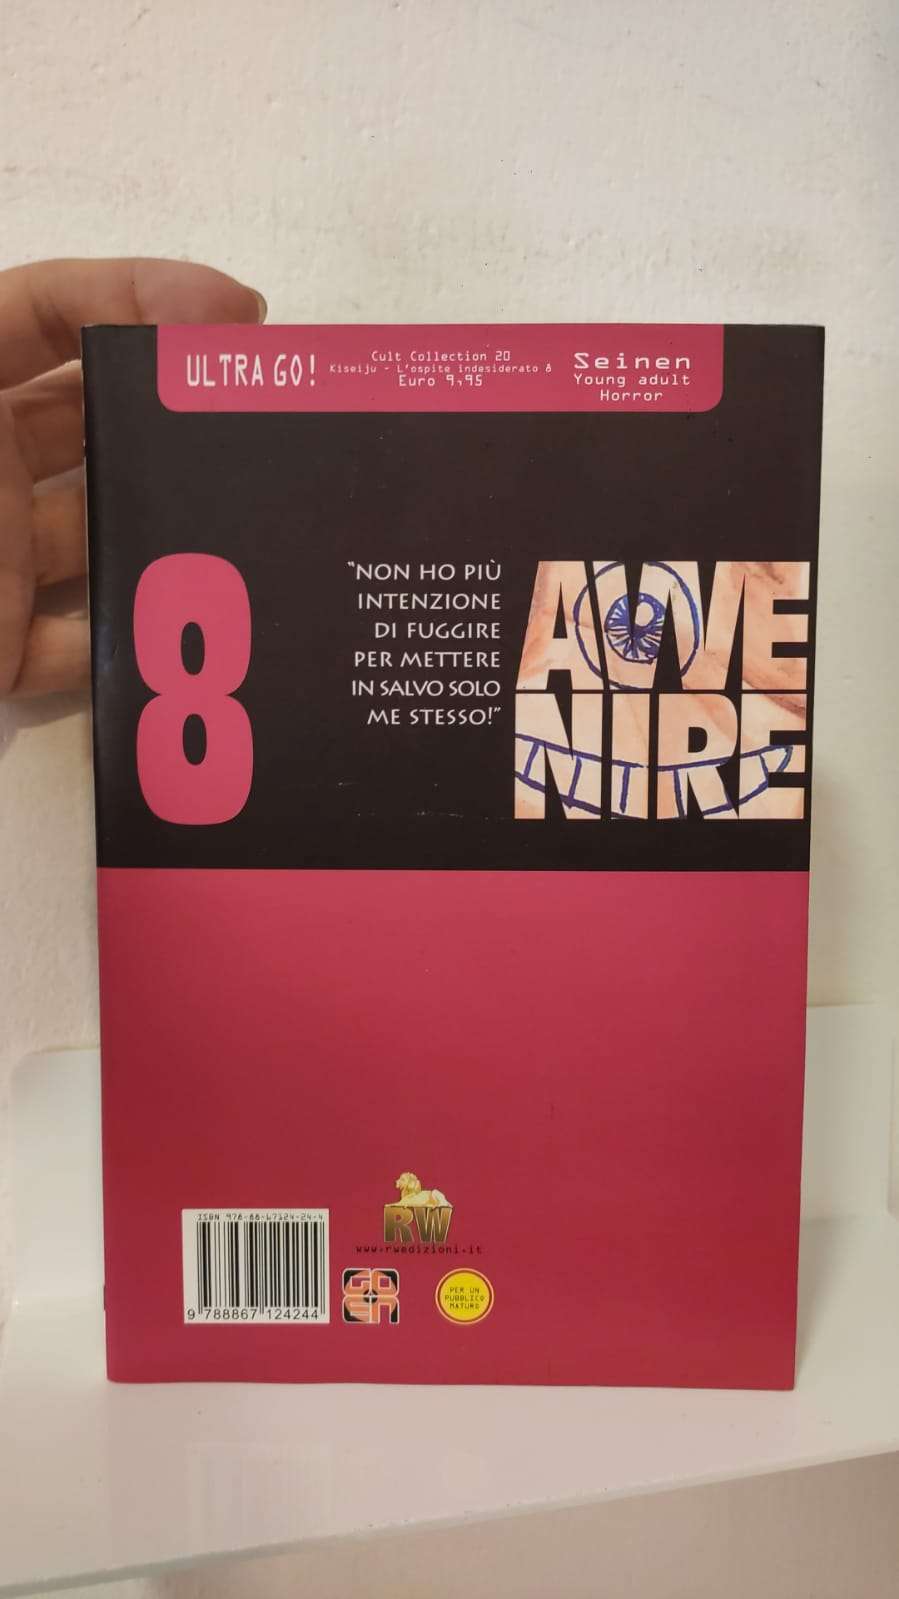 ULTRA GO!
Cult Collection 20
Kiseiju - L'ospite indesiderato 8
Euro 9,95
Seinen
Young adult
Horror
8
"NON HO PIÙ
INTENZIONE
DI FUGGIRE
PER METTERE
IN SALVO SOLO
ME STESSO!"
AVVE
NIRE
ISBN 978-88-67124-24-4
9 788867 124244
RW
www.rwedizioni.it
GO
EN
PER UN
PUBBLICO
MATURO